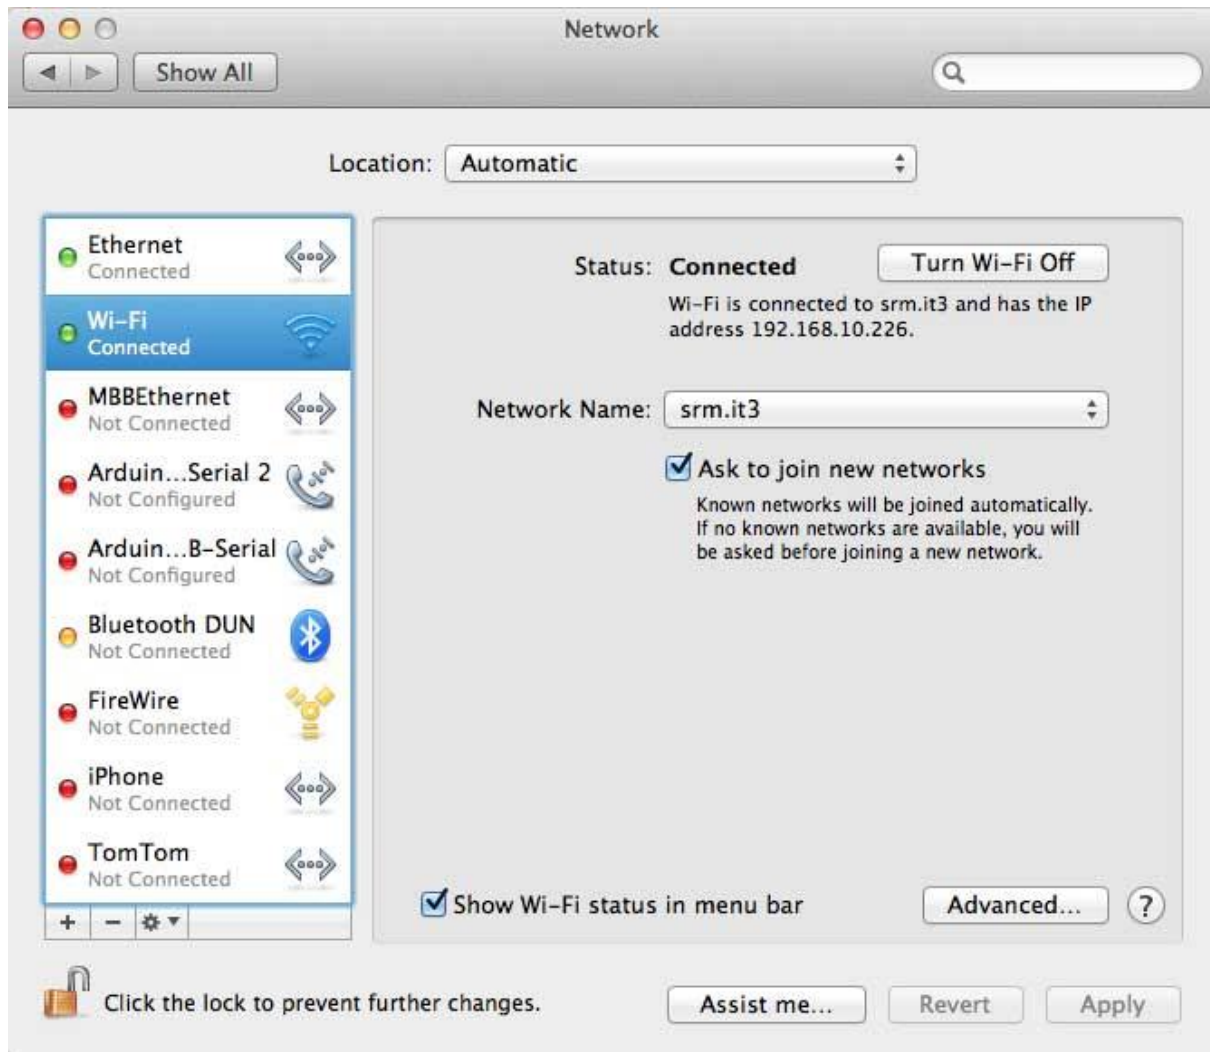 Network
Show All
Location: Automatic
Ethernet
Connected
Wi-Fi
Connected
MBBEthernet
Not Connected
Arduin...Serial 2
Not Configured
Arduin...B-Serial
Not Configured
Bluetooth DUN
Not Connected
FireWire
Not Connected
iPhone
Not Connected
TomTom
Not Connected
+ −
Status: Connected Turn Wi-Fi Off
Wi-Fi is connected to srm.it3 and has the IP
address 192.168.10.226.
Network Name: srm.it3
Ask to join new networks
Known networks will be joined automatically.
If no known networks are available, you will
be asked before joining a new network.
Show Wi-Fi status in menu bar Advanced... ?
Click the lock to prevent further changes. Assist me... Revert Apply